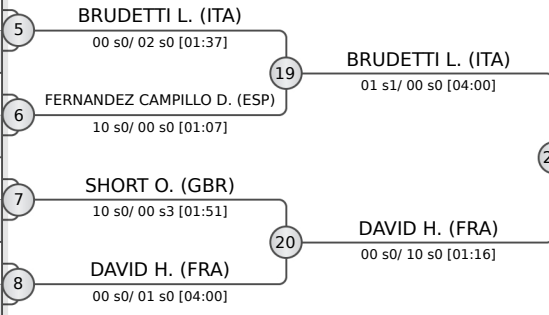 BRUDETTI L. (ITA)
5
00 s0/ 02 s0 [01:37]
19
BRUDETTI L. (ITA)
01 s1/ 00 s0 [04:00]
FERNANDEZ CAMPILLO D. (ESP)
6
10 s0/ 00 s0 [01:07]
2
SHORT O. (GBR)
7
10 s0/ 00 s3 [01:51]
20
DAVID H. (FRA)
00 s0/ 10 s0 [01:16]
DAVID H. (FRA)
8
00 s0/ 01 s0 [04:00]